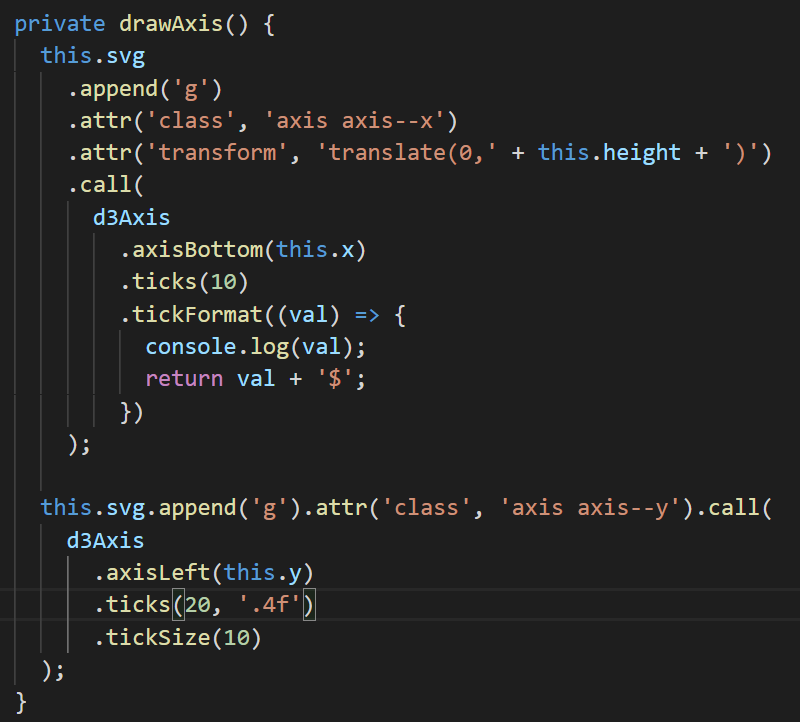 private drawAxis() {
  this.svg
    .append('g')
    .attr('class', 'axis axis--x')
    .attr('transform', 'translate(0,' + this.height + ')')
    .call(
      d3Axis
        .axisBottom(this.x)
        .ticks(10)
        .tickFormat((val) => {
          console.log(val);
          return val + '$';
        })
    );

  this.svg.append('g').attr('class', 'axis axis--y').call(
    d3Axis
      .axisLeft(this.y)
      .ticks(20, '.4f')
      .tickSize(10)
  );
}